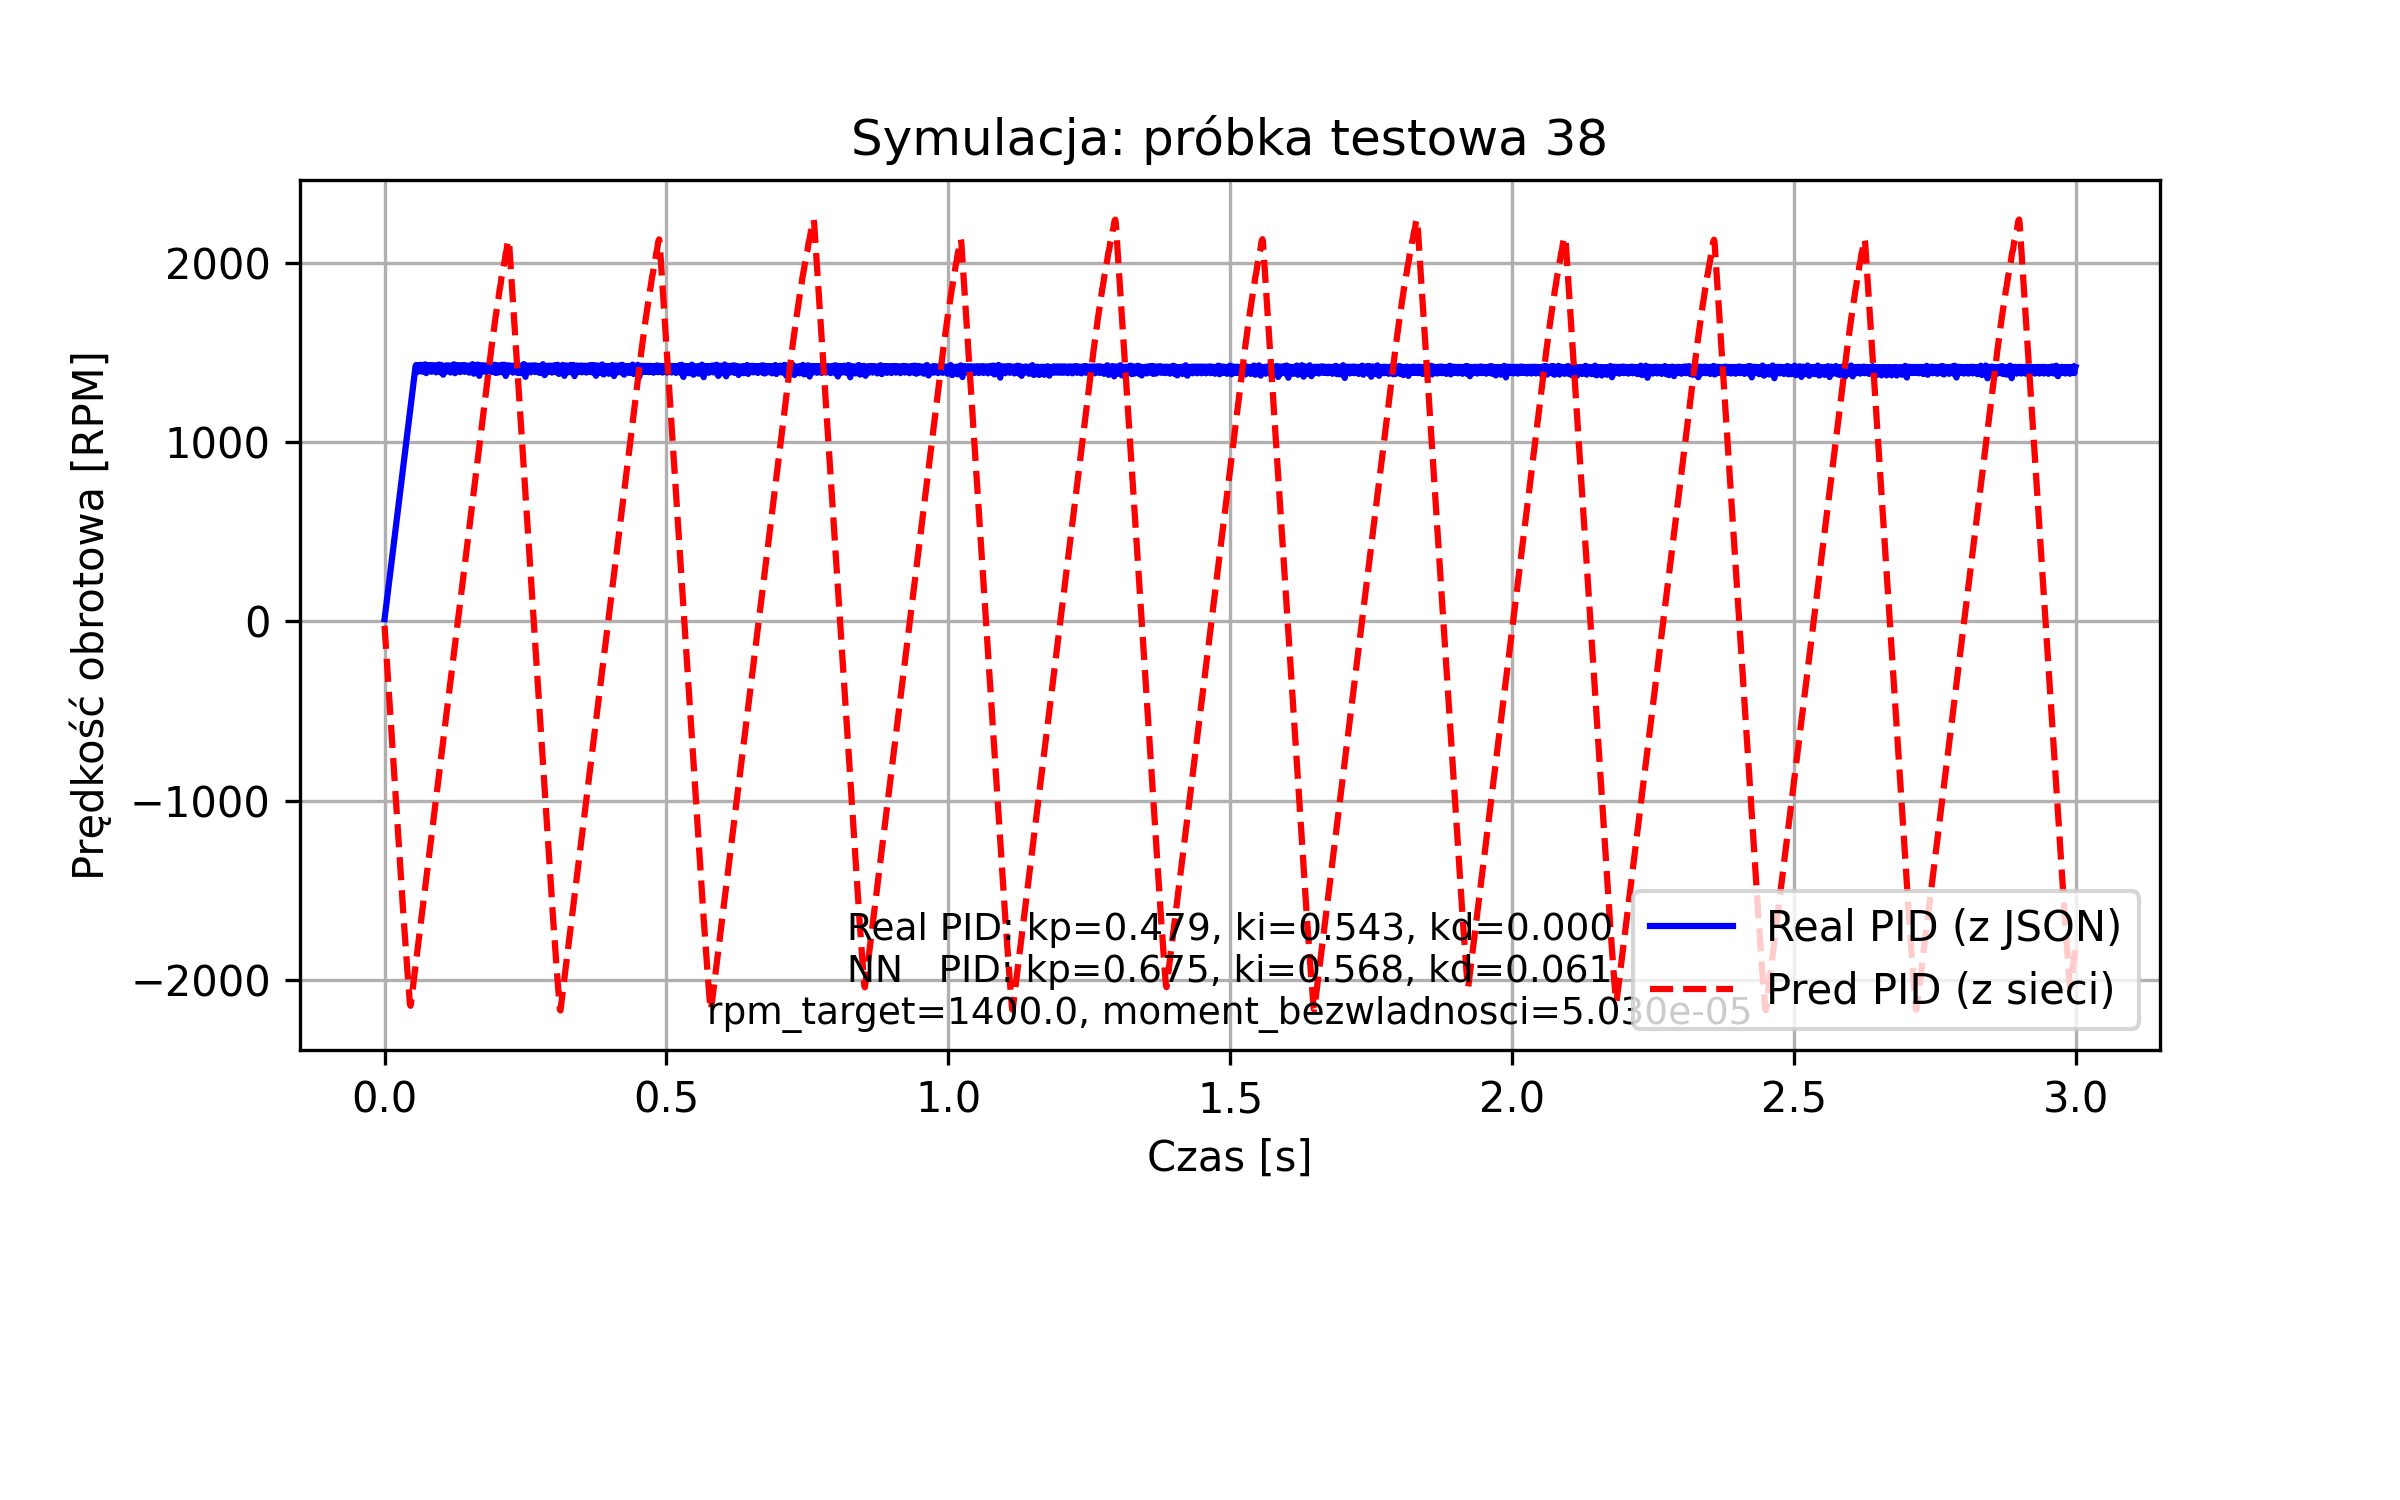 Symulacja: próbka testowa 38
Prędkość obrotowa [RPM]
2000
1000
0
−1000
−2000
Real PID: kp=0.479, ki=0.543, kd=0.000
NN   PID: kp=0.675, ki=0.568, kd=0.061
rpm_target=1400.0, moment_bezwladnosci=5.030e-05
Real PID (z JSON)
Pred PID (z sieci)
0.0 0.5 1.0 1.5 2.0 2.5 3.0
Czas [s]